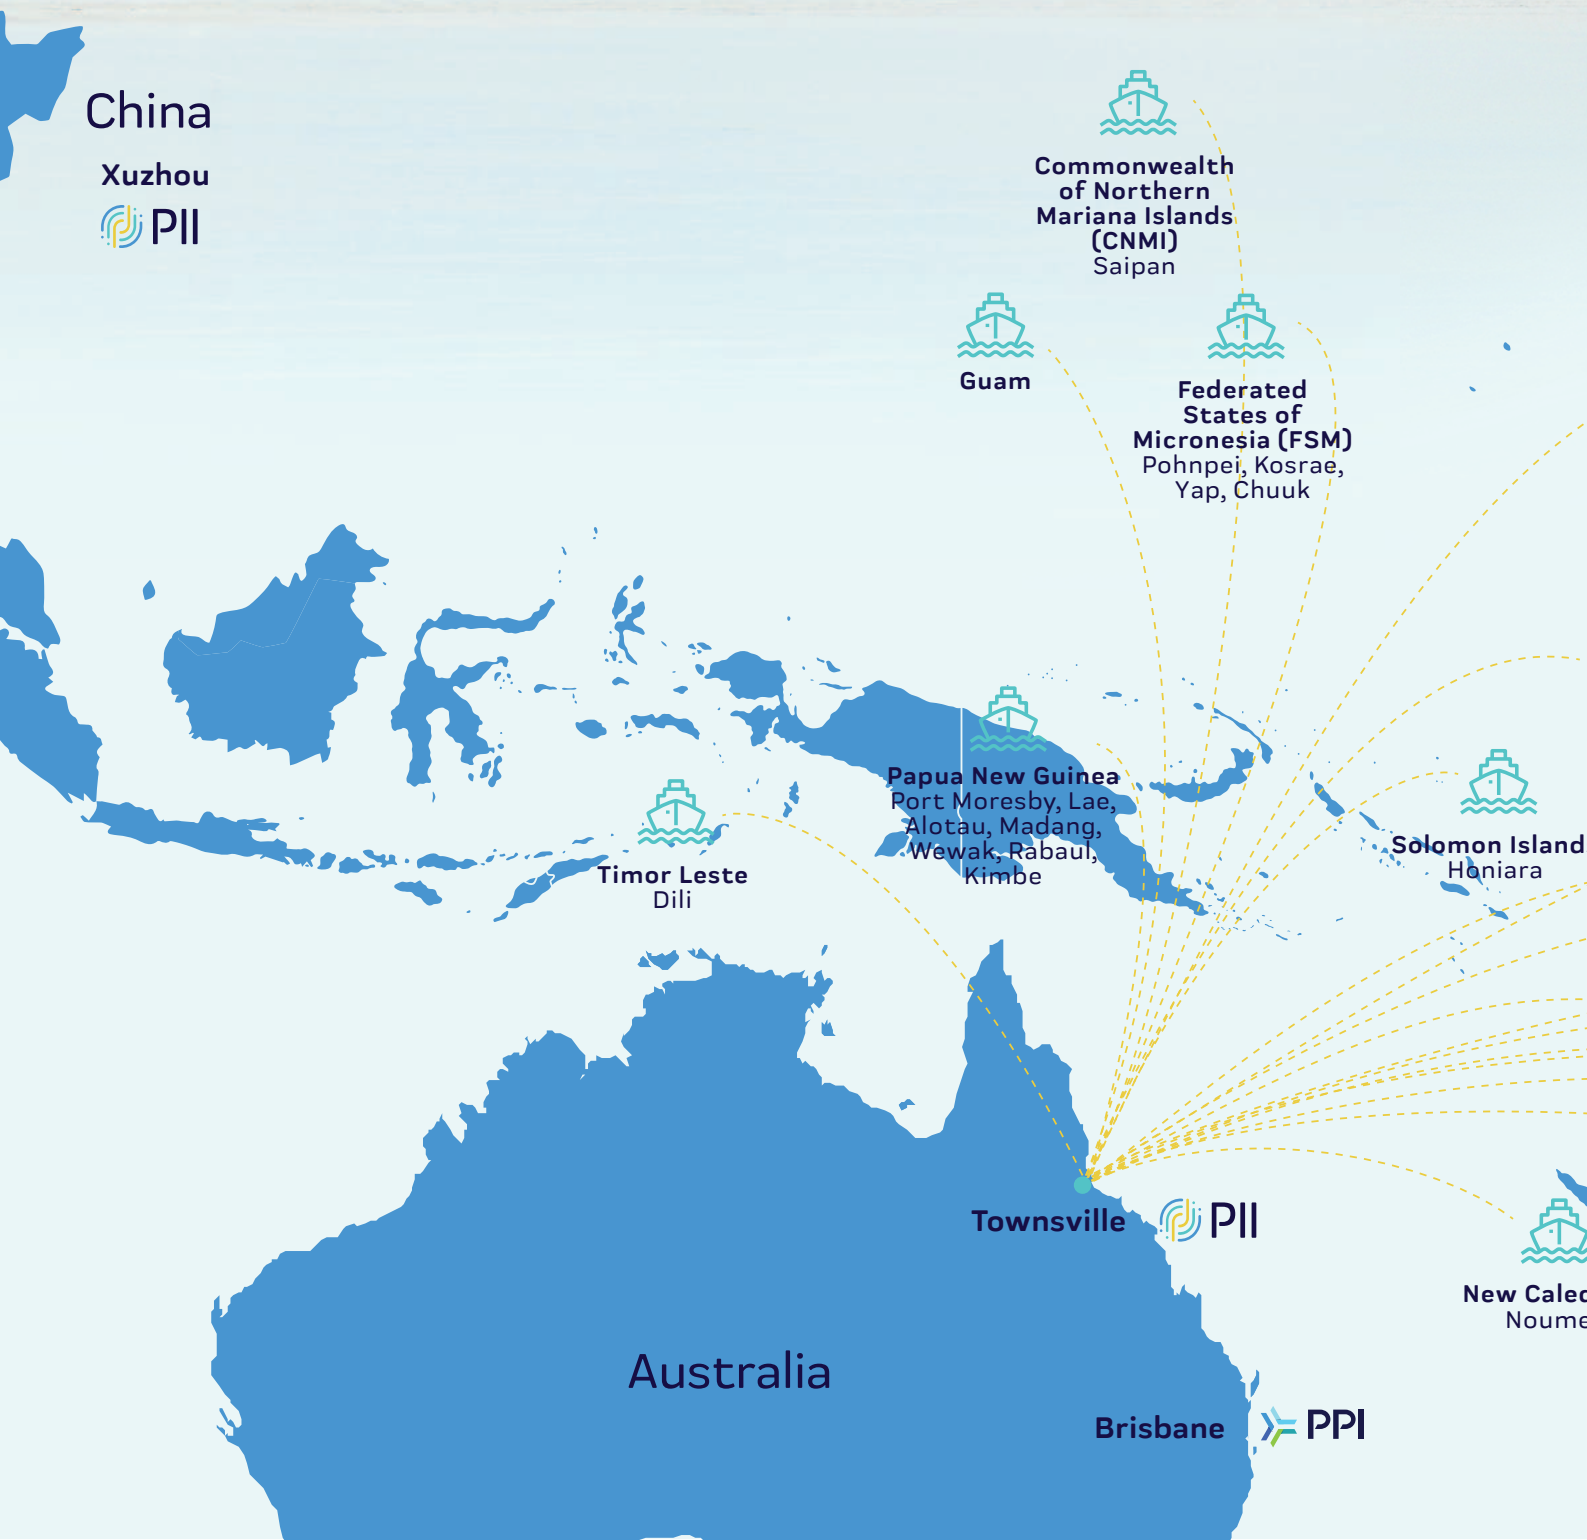 China
Xuzhou
PII
Commonwealth
of Northern
Mariana Islands
(CNMI)
Saipan
Guam
Federated
States of
Micronesia (FSM)
Pohnpei, Kosrae,
Yap, Chuuk
Papua New Guinea
Port Moresby, Lae,
Alotau, Madang,
Wewak, Rabaul,
Kimbe
Solomon Island
Honiara
Timor Leste
Dili
Townsville
PII
New Caled
Noume
Australia
Brisbane
PPI